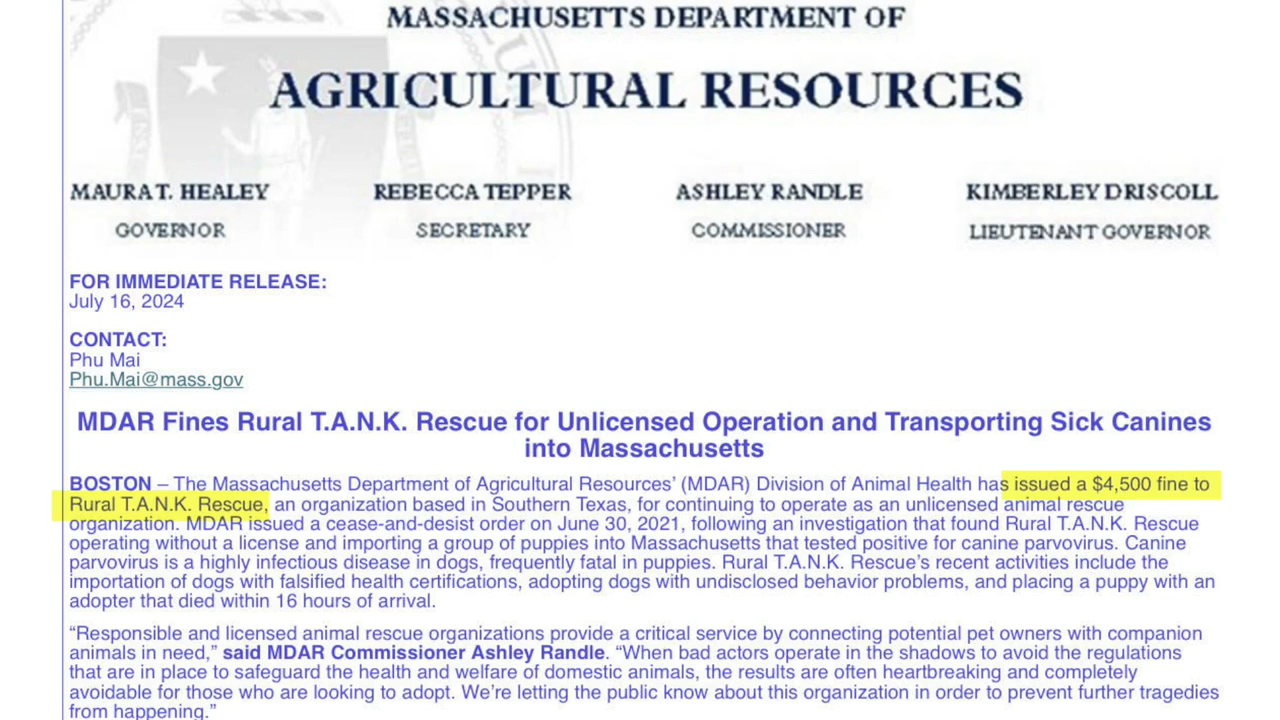 MASSACHUSETTS DEPARTMENT OF
AGRICULTURAL RESOURCES
MAURA T. HEALEY REBECCA TEPPER ASHLEY RANDLE KIMBERLEY DRISCOLL
GOVERNOR SECRETARY COMMISSIONER LIEUTENANT GOVERNOR
FOR IMMEDIATE RELEASE:
July 16, 2024
CONTACT:
Phu Mai
Phu.Mai@mass.gov
MDAR Fines Rural T.A.N.K. Rescue for Unlicensed Operation and Transporting Sick Canines
into Massachusetts
BOSTON – The Massachusetts Department of Agricultural Resources’ (MDAR) Division of Animal Health has issued a $4,500 fine to
Rural T.A.N.K. Rescue, an organization based in Southern Texas, for continuing to operate as an unlicensed animal rescue
organization. MDAR issued a cease-and-desist order on June 30, 2021, following an investigation that found Rural T.A.N.K. Rescue
operating without a license and importing a group of puppies into Massachusetts that tested positive for canine parvovirus. Canine
parvovirus is a highly infectious disease in dogs, frequently fatal in puppies. Rural T.A.N.K. Rescue’s recent activities include the
importation of dogs with falsified health certifications, adopting dogs with undisclosed behavior problems, and placing a puppy with an
adopter that died within 16 hours of arrival.
“Responsible and licensed animal rescue organizations provide a critical service by connecting potential pet owners with companion
animals in need,” said MDAR Commissioner Ashley Randle. “When bad actors operate in the shadows to avoid the regulations
that are in place to safeguard the health and welfare of domestic animals, the results are often heartbreaking and completely
avoidable for those who are looking to adopt. We’re letting the public know about this organization in order to prevent further tragedies
from happening.”